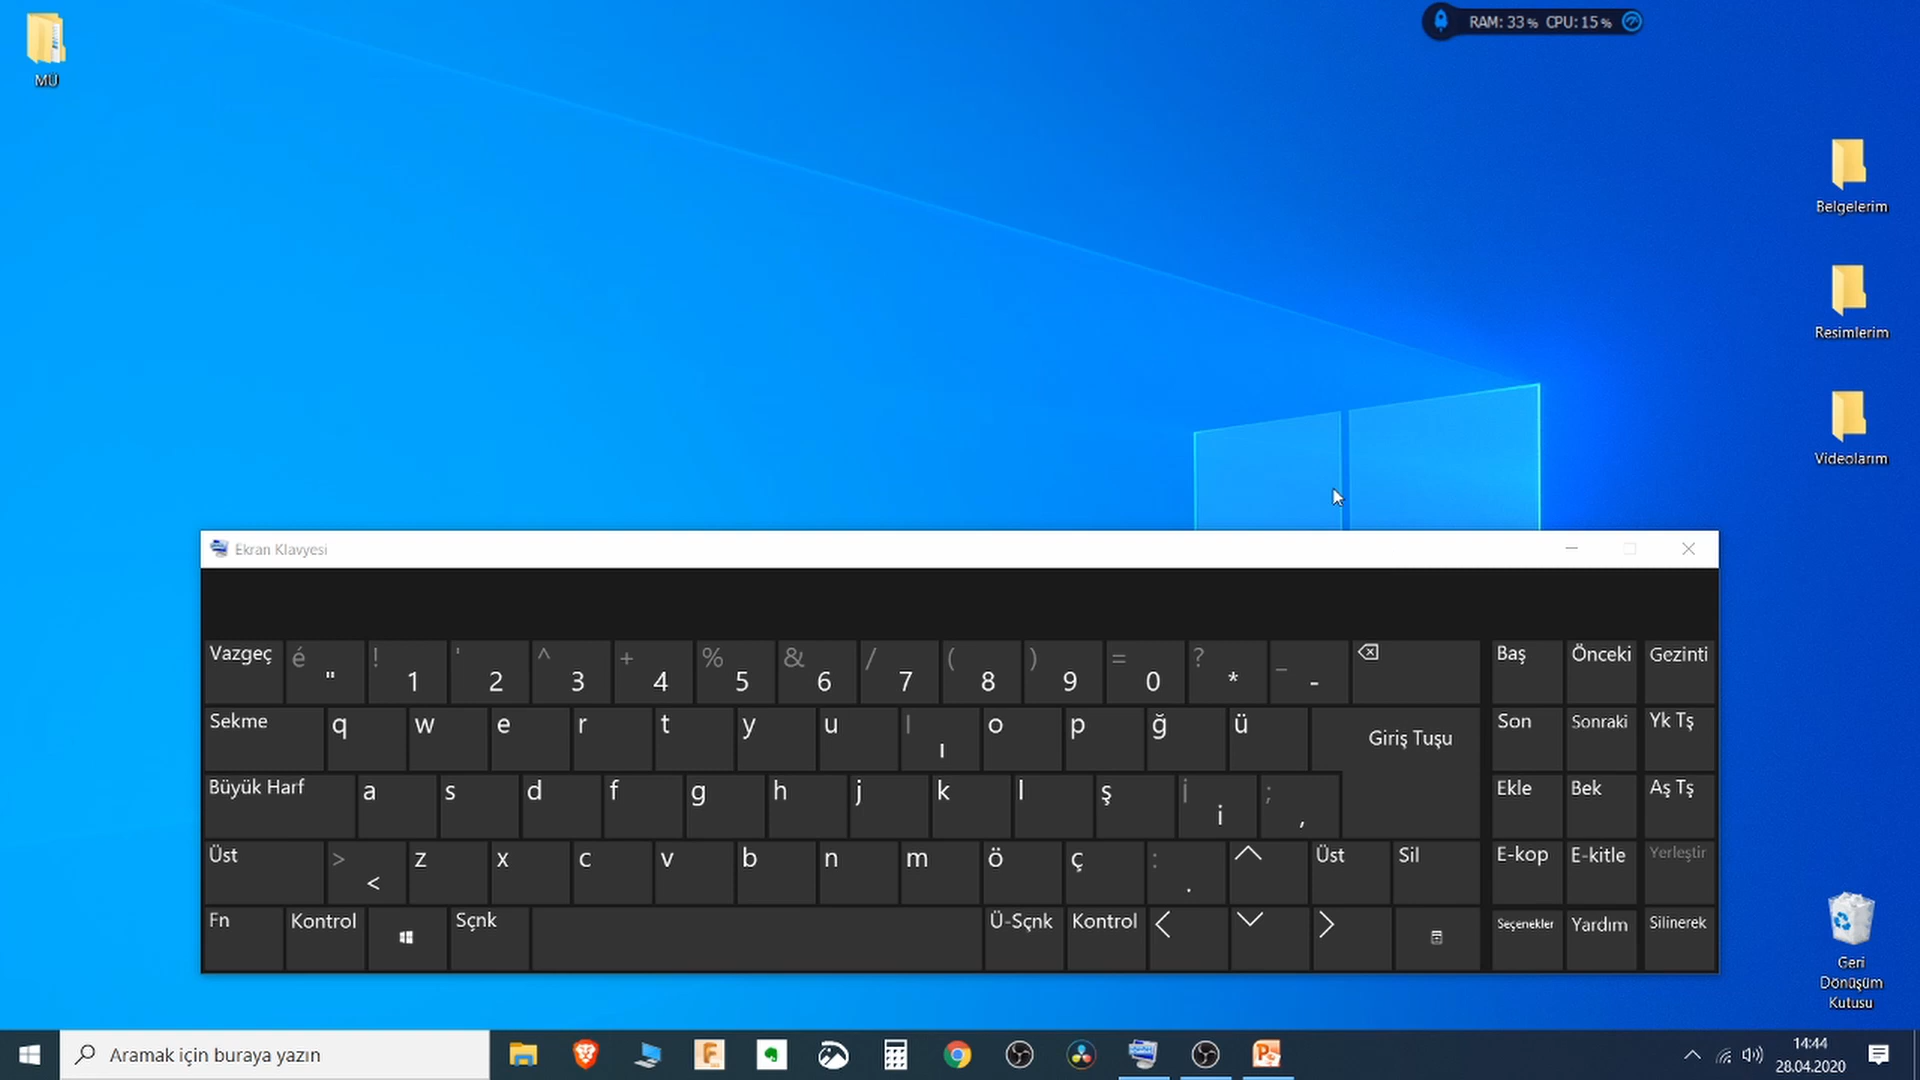 RAM: 33% CPU: 15%
MÜ
Belgelerim
Resimlerim
Videolarım
Ekran Klavyesi
Vazgeç é " ! 1 ' 2 ^ 3 + 4 % 5 & 6 / 7 ( 8 ) 9 = 0 ? * _ - Baş Önceki Gezinti
Sekme q w e r t y u I ı o p ğ ü Giriş Tuşu Son Sonraki Yk Tş
Büyük Harf a s d f g h j k l ş İ i ; , Ekle Bek Aş Tş
Üst > < z x c v b n m ö ç : . Üst Sil E-kop E-kitle Yerleştir
Fn Kontrol Sçnk Ü-Sçnk Kontrol Seçenekler Yardım Silinerek
Geri
Dönüşüm
Kutusu
Aramak için buraya yazın
14:44
28.04.2020